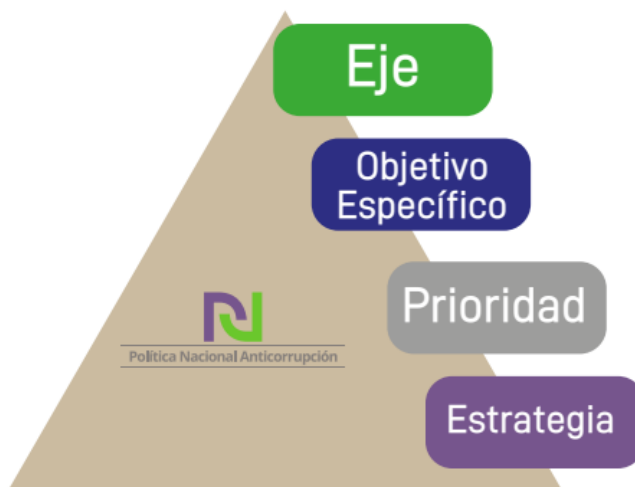 Eje
Objetivo
Específico
Prioridad
Política Nacional Anticorrupción
Estrategia